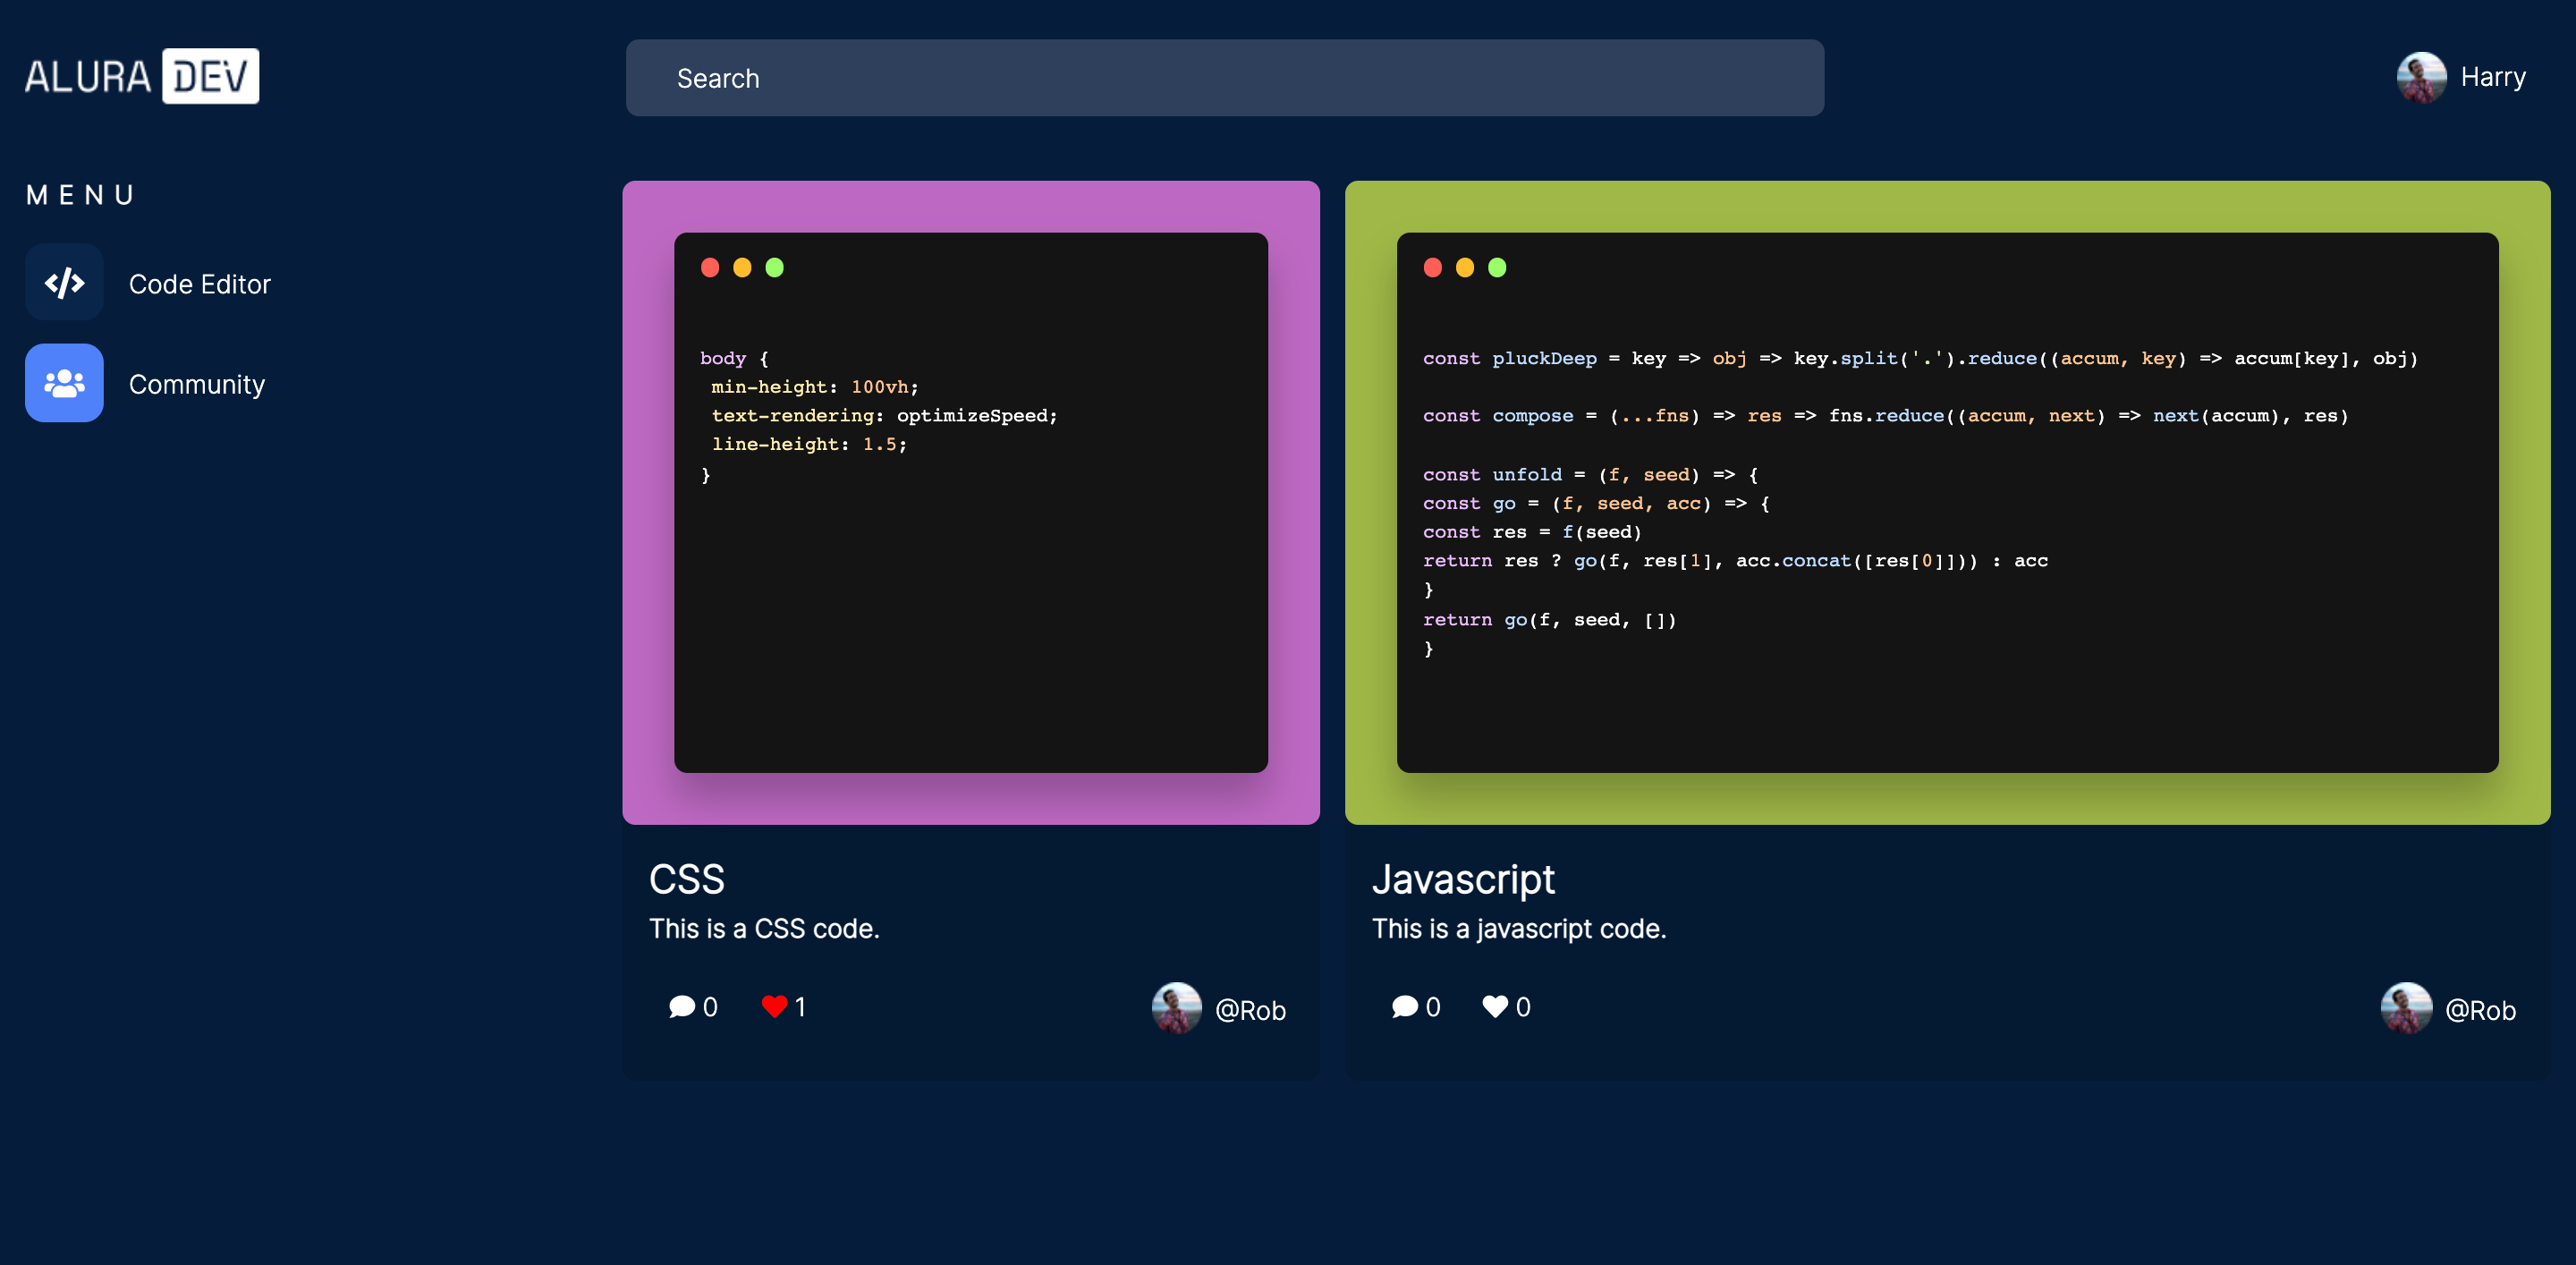 ALURA DEV
Search
Harry
MENU
Code Editor
Community
body {
min-height: 100vh;
text-rendering: optimizeSpeed;
line-height: 1.5;
}
CSS
This is a CSS code.
0 1 @Rob
const pluckDeep = key => obj => key.split('.').reduce((accum, key) => accum[key], obj)
const compose = (...fns) => res => fns.reduce((accum, next) => next(accum), res)
const unfold = (f, seed) => {
const go = (f, seed, acc) => {
const res = f(seed)
return res ? go(f, res[1], acc.concat([res[0]])) : acc
}
return go(f, seed, [])
}
Javascript
This is a javascript code.
0 0 @Rob